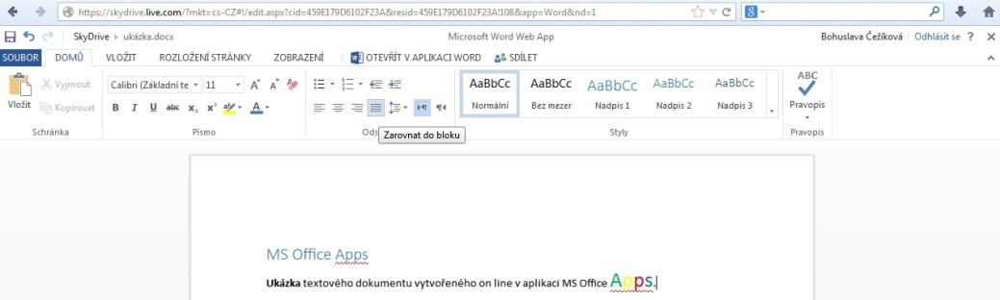 https://skydrive.live.com/?mkt=cs-CZ#!/edit.aspx?cid=459E179D6102F23A&resid=459E179D6102F23A!108&app=Word&nd=1
SkyDrive ▸ ukázka.docx Microsoft Word Web App Bohuslava Čežíková Odhlásit se ? ×
SOUBOR DOMŮ VLOŽIT ROZLOŽENÍ STRÁNKY ZOBRAZENÍ OTEVŘÍT V APLIKACI WORD SDÍLET
Vložit
Vyjmout
Kopírovat
Schránka
Calibri (Základní te 11
B I U abc x₂ x² ab A
Písmo
Ods
Zarovnat do bloku
AaBbCc AaBbCc AaBbCc AaBbCc AaBbCc
Normální Bez mezer Nadpis 1 Nadpis 2 Nadpis 3
Styly
ABC
Pravopis
Pravopis
MS Office Apps
Ukázka textového dokumentu vytvořeného on line v aplikaci MS Office Apps.